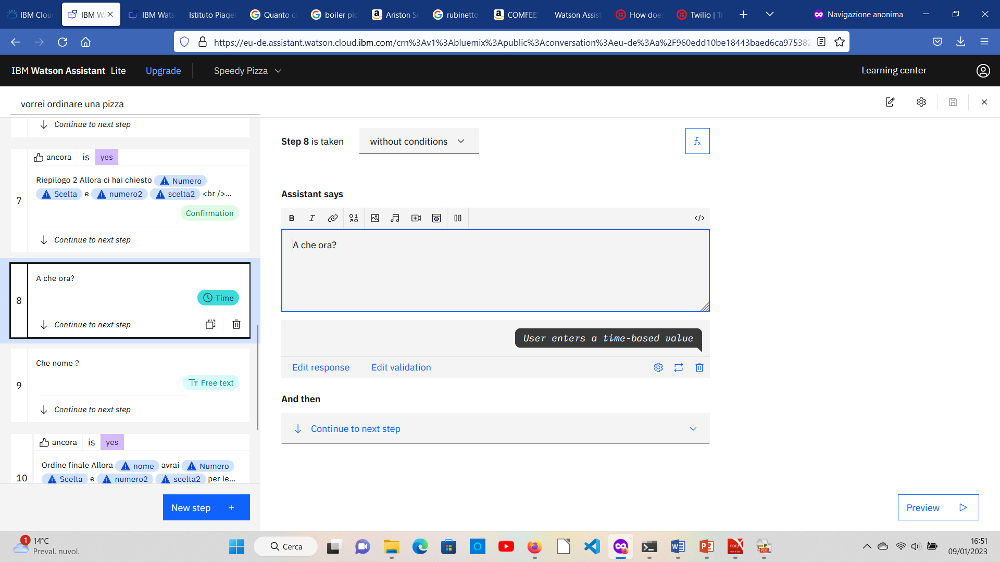 IBM Clou
IBM W
IBM Wats
Istituto Piaget
Quanto c
boiler pic
Ariston S
rubinetto
COMFEE'
Watson Assist
How doe
Twilio | Tr
Navigazione anonima
https://eu-de.assistant.watson.cloud.ibm.com/crn%3Av1%3Abluemix%3Apublic%3Aconversation%3Aeu-de%3Aa%2F960edd10be18443baed6ca975382
IBM Watson Assistant Lite
Upgrade
Speedy Pizza
Learning center
vorrei ordinare una pizza
Continue to next step
7
ancora is yes
Riepilogo 2 Allora ci hai chiesto Numero
Scelta e numero2 scelta2 <br />...
Confirmation
Continue to next step
8
A che ora?
Time
Continue to next step
9
Che nome ?
Free text
Continue to next step
10
ancora is yes
Ordine finale Allora nome avrai Numero
Scelta e numero2 scelta2 per le...
New step +
Step 8 is taken
without conditions
fx
Assistant says
B I
</>
A che ora?
User enters a time-based value
Edit response
Edit validation
And then
Continue to next step
Preview
1
14°C
Preval. nuvol.
Cerca
16:51
09/01/2023